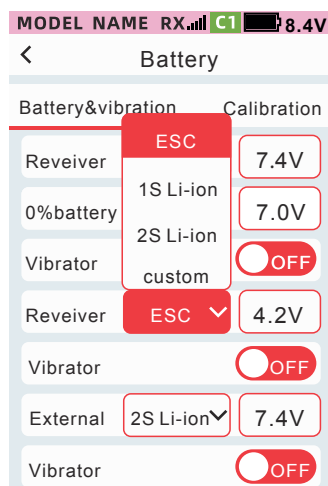 MODEL NAME RX C1 8.4V
Battery
Battery&vibration Calibration
ESC
Reveiver 7.4V
1S Li-ion
0%battery 7.0V
2S Li-ion
Vibrator OFF
custom
Reveiver ESC 4.2V
Vibrator OFF
External 2S Li-ion 7.4V
Vibrator OFF